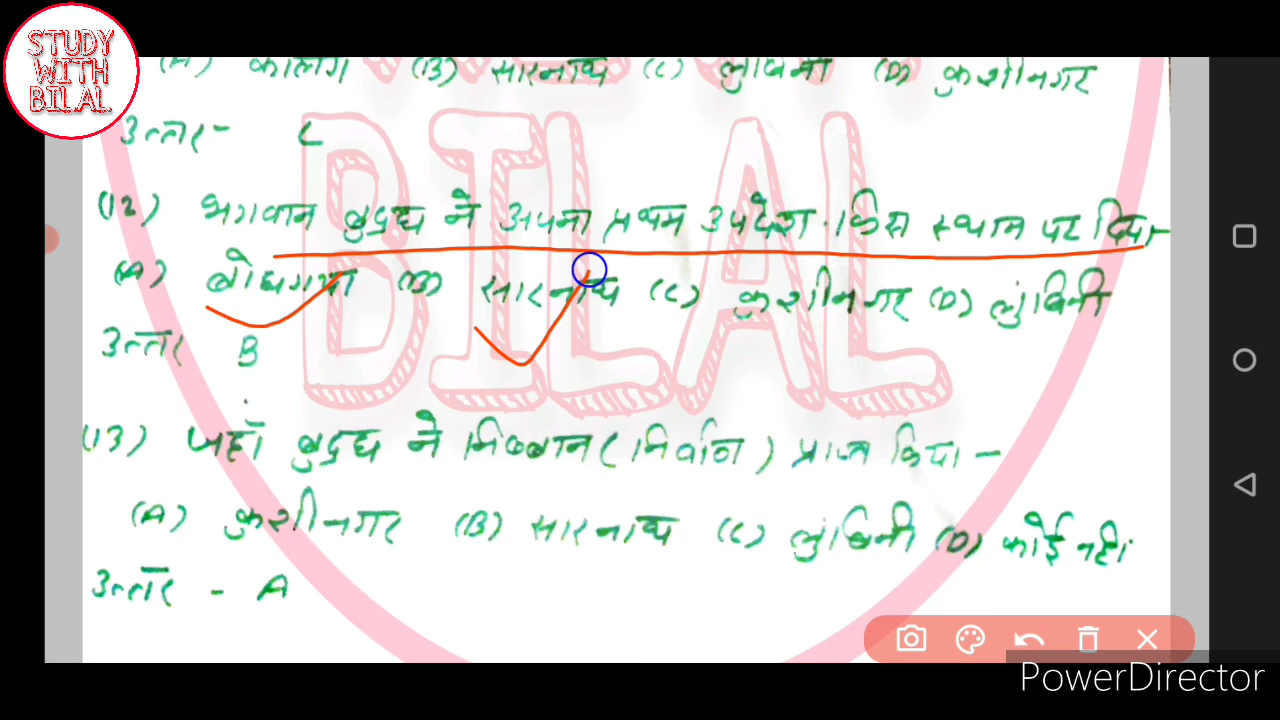 STUDY
WITH
BILAL
BILAL
(A) कलिंग (B) सारनाथ (C) लुंबिनी (D) कुशीनगर
उत्तर- C
(12) भगवान बुद्ध ने अपना प्रथम उपदेश किस स्थान पर दिया-
(A) बोधगया (B) सारनाथ (C) कुशीनगर (D) लुंबिनी
उत्तर B
(13) जहाँ बुद्ध ने निब्बान (निर्वान) प्राप्त किया -
(A) कुशीनगर (B) सारनाथ (C) लुंबिनी (D) कोई नहीं
उत्तर - A
PowerDirector